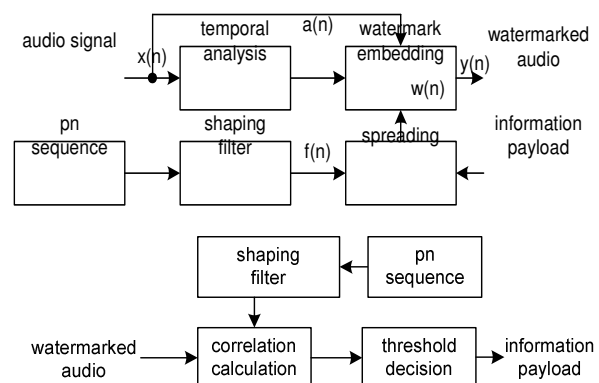 audio signal
x(n)
temporal
analysis
a(n)
watermark
embedding
w(n)
y(n)
watermarked
audio
pn
sequence
shaping
filter
f(n)
spreading
information
payload
shaping
filter
pn
sequence
watermarked
audio
correlation
calculation
threshold
decision
information
payload